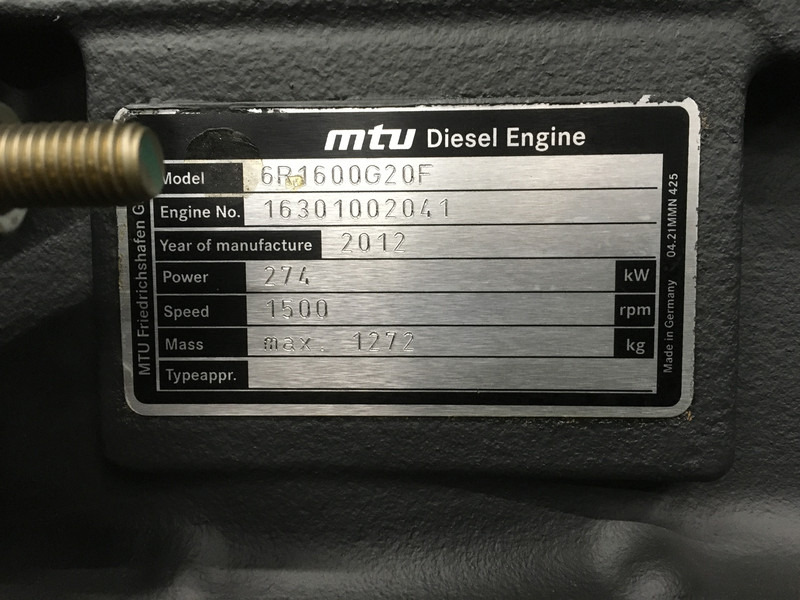 mtu Diesel Engine
Model 6R1600G20F
Engine No. 16301002041
Year of manufacture 2012
Power 274 kW
Speed 1500 rpm
Mass max. 1272 kg
Typeappr.
MTU Friedrichshafen
Made in Germany 04.21MMN 425